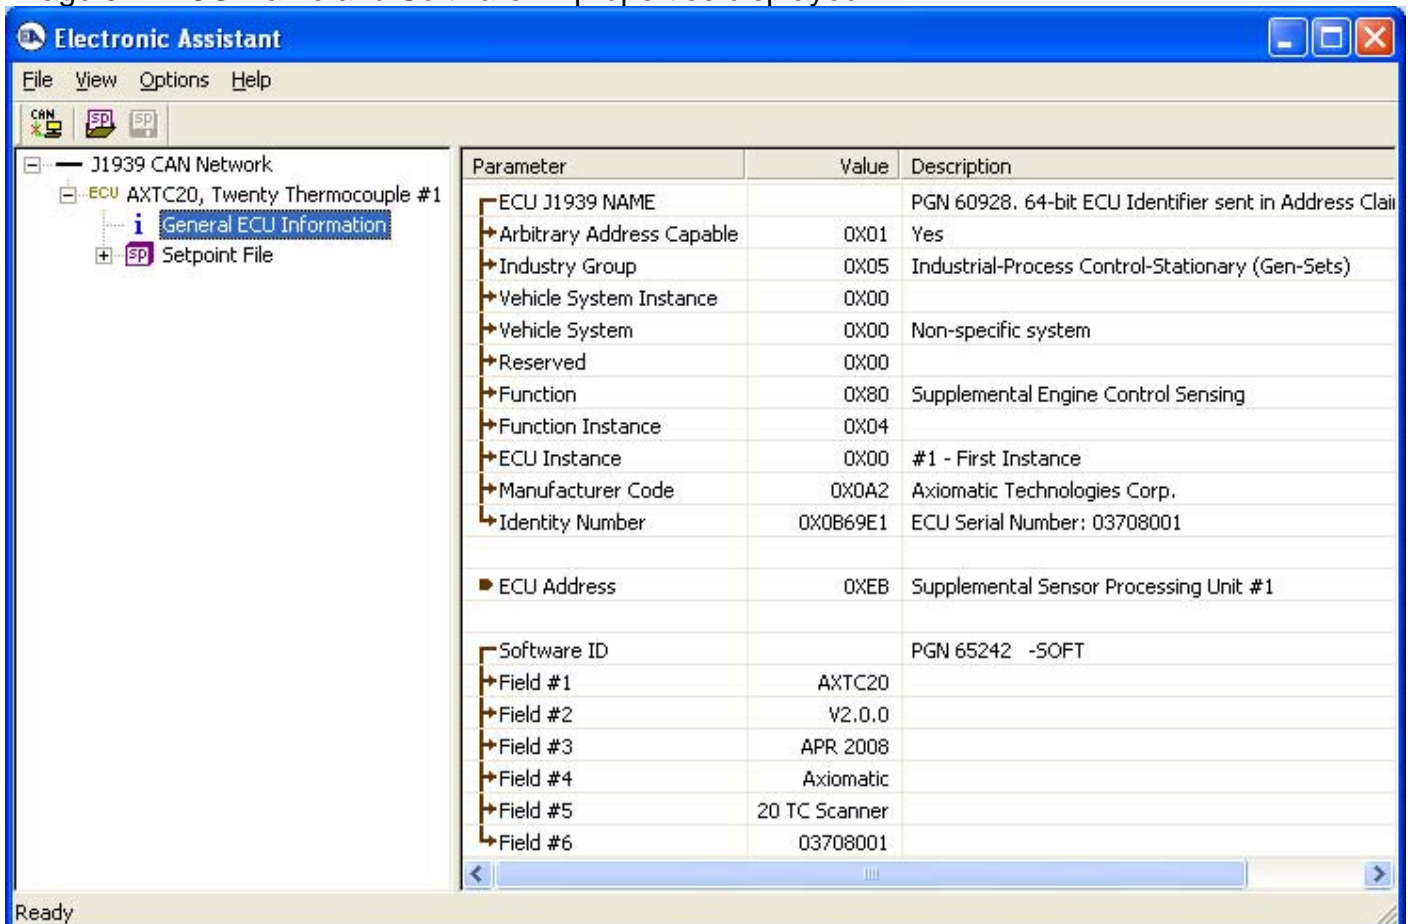 Electronic Assistant
File View Options Help
CAN SP SP
J1939 CAN Network
ECU AXTC20, Twenty Thermocouple #1
i General ECU Information
SP Setpoint File
Parameter Value Description
ECU J1939 NAME PGN 60928. 64-bit ECU Identifier sent in Address Clai
Arbitrary Address Capable 0X01 Yes
Industry Group 0X05 Industrial-Process Control-Stationary (Gen-Sets)
Vehicle System Instance 0X00
Vehicle System 0X00 Non-specific system
Reserved 0X00
Function 0X80 Supplemental Engine Control Sensing
Function Instance 0X04
ECU Instance 0X00 #1 - First Instance
Manufacturer Code 0X0A2 Axiomatic Technologies Corp.
Identity Number 0X0B69E1 ECU Serial Number: 03708001
ECU Address 0XEB Supplemental Sensor Processing Unit #1
Software ID PGN 65242 -SOFT
Field #1 AXTC20
Field #2 V2.0.0
Field #3 APR 2008
Field #4 Axiomatic
Field #5 20 TC Scanner
Field #6 03708001
Ready